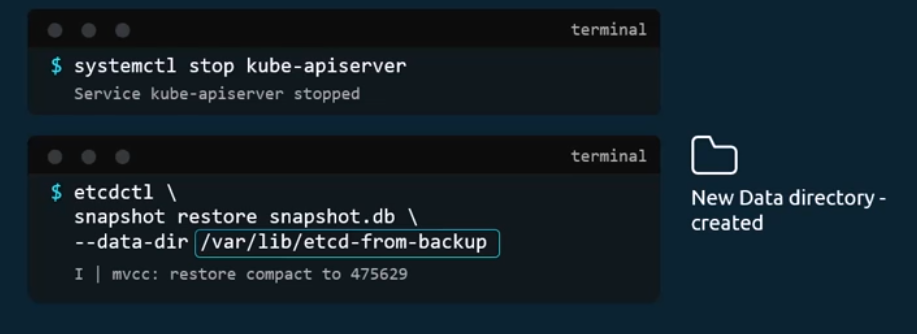 terminal
$ systemctl stop kube-apiserver
Service kube-apiserver stopped
terminal
$ etcdctl \
snapshot restore snapshot.db \
--data-dir /var/lib/etcd-from-backup
I | mvcc: restore compact to 475629
New Data directory -
created